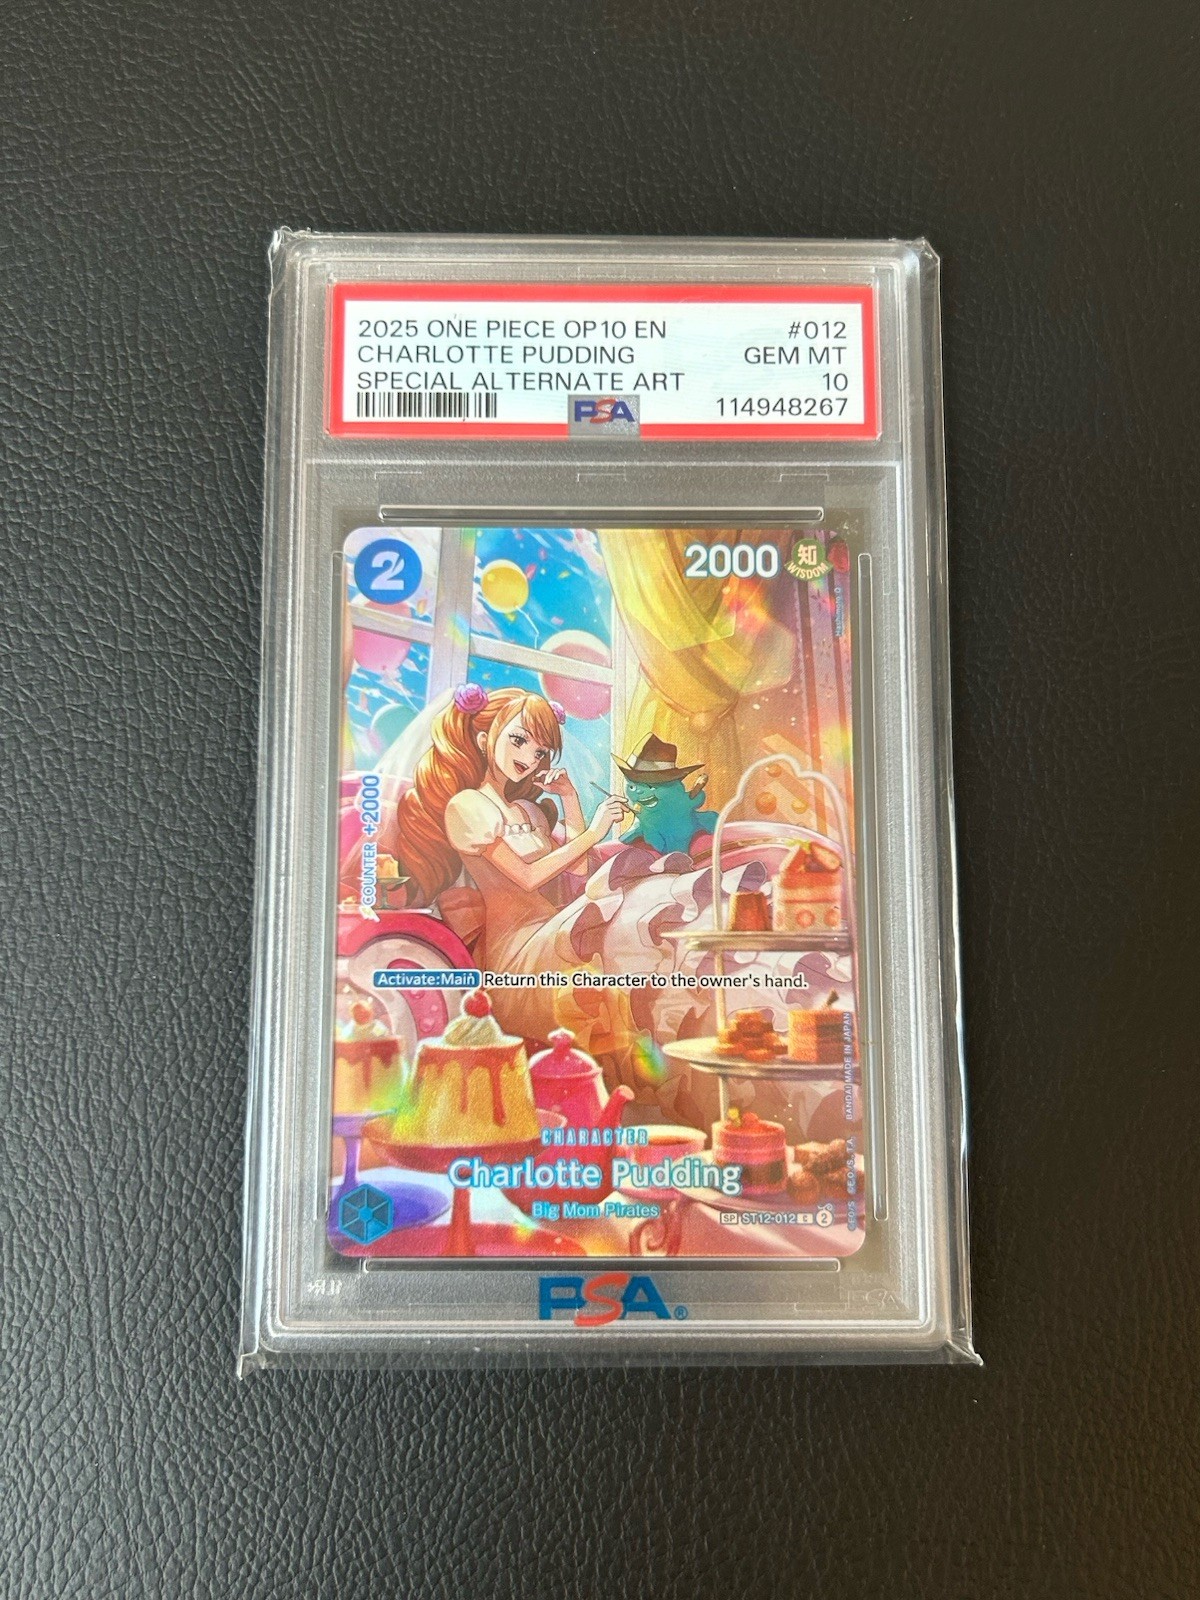 2025 ONE PIECE OP10 EN #012
CHARLOTTE PUDDING GEM MT
SPECIAL ALTERNATE ART 10
PSA 114948267
2
2000
知
WISDOM
COUNTER +2000
Activate:Main Return this Character to the owner's hand.
BANDAI MADE IN JAPAN
CHARACTER
Charlotte Pudding
Big Mom Pirates
SP ST12-012 C 2
PSA®